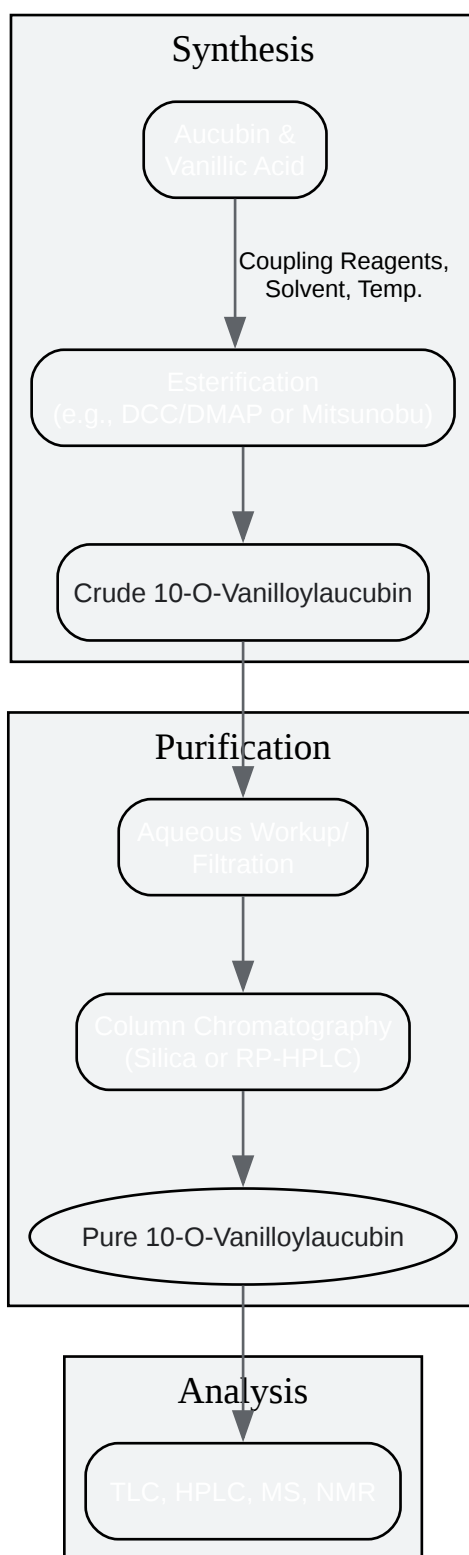 Synthesis
Aucubin &
Vanillic Acid
Coupling Reagents,
Solvent, Temp.
Esterification
(e.g., DCC/DMAP or Mitsunobu)
Crude 10-O-Vanilloylaucubin
Purification
Aqueous Workup/
Filtration
Column Chromatography
(Silica or RP-HPLC)
Pure 10-O-Vanilloylaucubin
Analysis
TLC, HPLC, MS, NMR